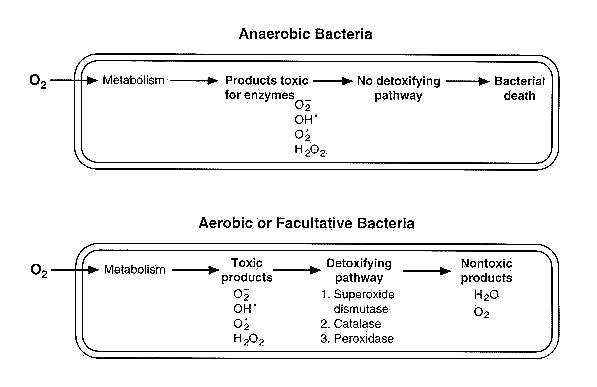 Anaerobic Bacteria
O₂ Metabolism Products toxic No detoxifying Bacterial
for enzymes pathway death
O₂⁻
OH˙
O₂˙
H₂O₂
Aerobic or Facultative Bacteria
O₂ Metabolism Toxic Detoxifying Nontoxic
products pathway products
O₂⁻ 1. Superoxide H₂O
OH˙ dismutase O₂
O₂˙ 2. Catalase
H₂O₂ 3. Peroxidase